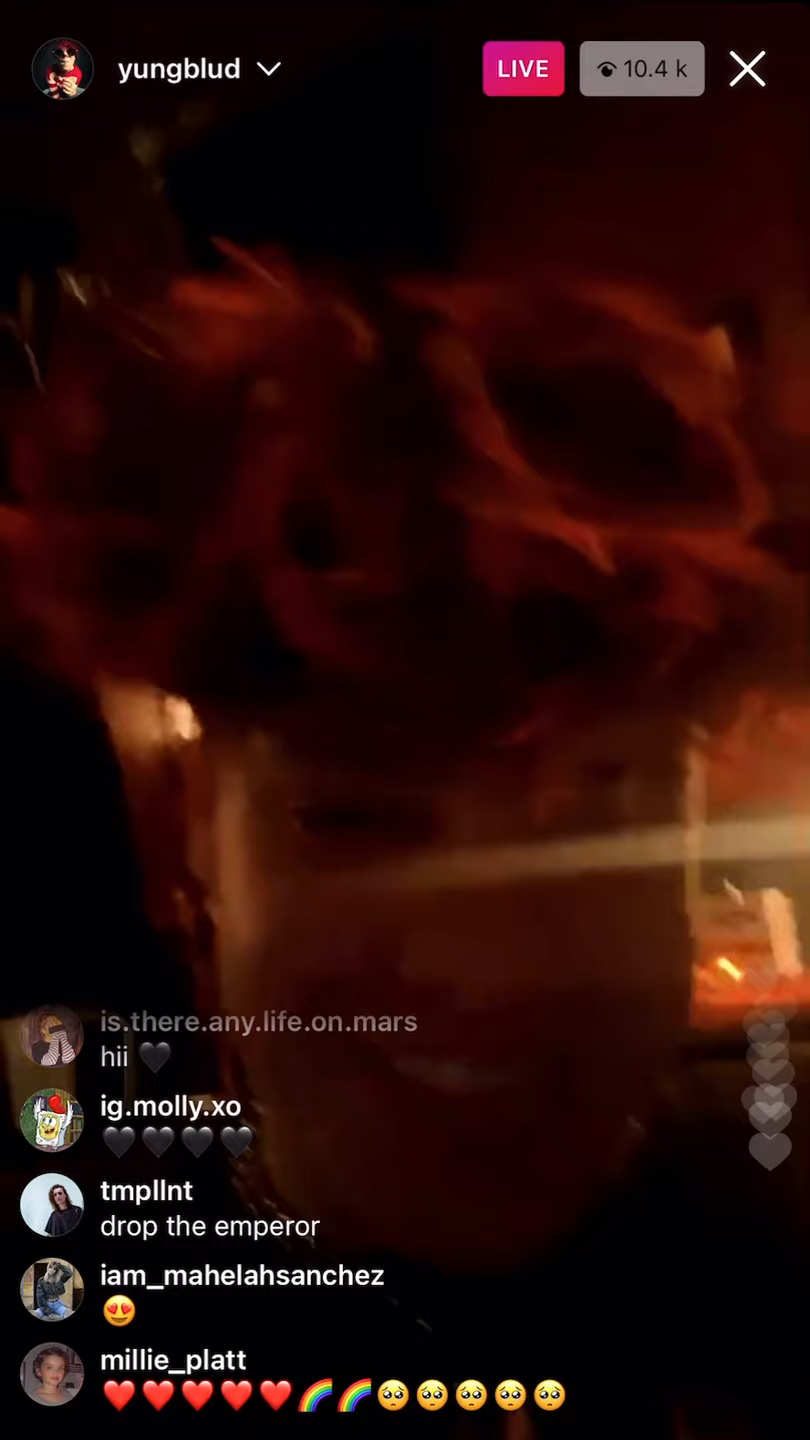 yungblud
LIVE
10.4 k
is.there.any.life.on.mars
hii 🖤
ig.molly.xo
🖤🖤🖤🖤
tmpllnt
drop the emperor
iam_mahelahsanchez
😍
millie_platt
❤️❤️❤️❤️❤️🌈🌈🥺🥺🥺🥺🥺